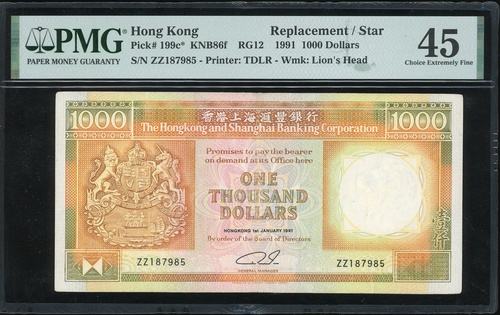 PMG
PAPER MONEY GUARANTY
Hong Kong Replacement / Star
Pick# 199c* KNB86f RG12 1991 1000 Dollars
S/N ZZ187985 - Printer: TDLR - Wmk: Lion's Head
45
Choice Extremely Fine
1000
香港上海滙豐銀行
1000
The Hongkong and Shanghai Banking Corporation
Promises to pay the bearer
on demand at its Office here
ONE
THOUSAND
DOLLARS
HONGKONG 1st JANUARY 1991
By order of the Board of Directors
壹仟
ZZ187985
GENERAL MANAGER
ZZ187985